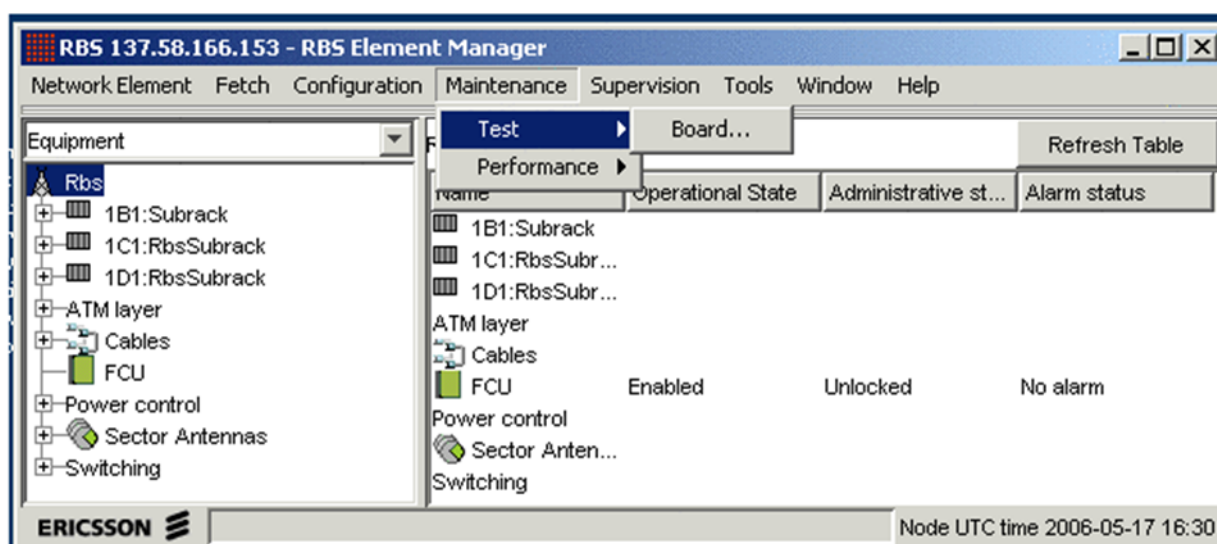 RBS 137.58.166.153 - RBS Element Manager
Network Element Fetch Configuration Maintenance Supervision Tools Window Help
Test
Performance
Board...
Equipment
Refresh Table
Rbs
1B1:Subrack
1C1:RbsSubrack
1D1:RbsSubrack
ATM layer
Cables
FCU
Power control
Sector Antennas
Switching
Name Operational State Administrative st... Alarm status
1B1:Subrack
1C1:RbsSubr...
1D1:RbsSubr...
ATM layer
Cables
FCU Enabled Unlocked No alarm
Power control
Sector Anten...
Switching
ERICSSON
Node UTC time 2006-05-17 16:30